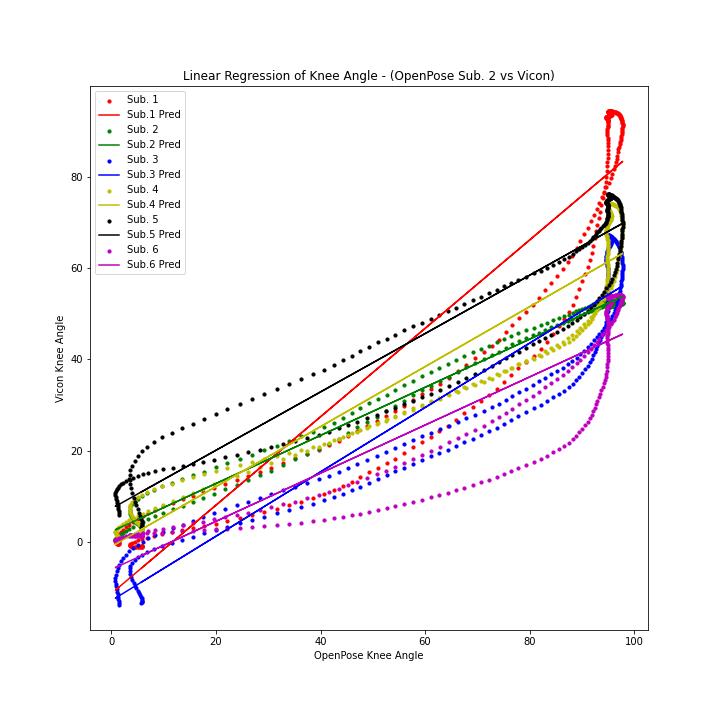 Linear Regression of Knee Angle - (OpenPose Sub. 2 vs Vicon)
Sub. 1
Sub.1 Pred
Sub. 2
Sub.2 Pred
Sub. 3
Sub.3 Pred
Sub. 4
Sub.4 Pred
Sub. 5
Sub.5 Pred
Sub. 6
Sub.6 Pred
80
60
40
20
0
Vicon Knee Angle
0 20 40 60 80 100
OpenPose Knee Angle